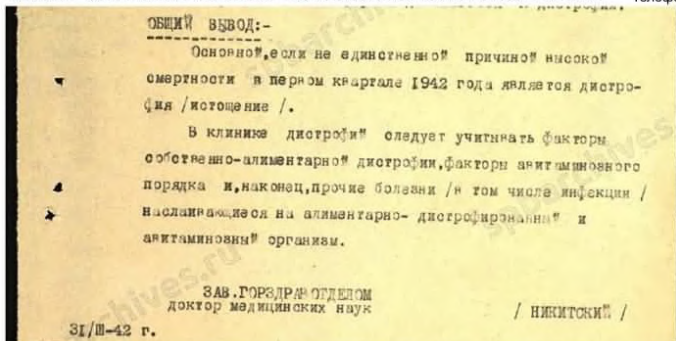 дистрофия.
ОБЩИЙ ВЫВОД:-
Основной,если не единственной причиной высокой
смертности в первом квартале 1942 года является дистро-
фия /истощение /.
В клинике дистрофий следует учитывать факторы
собственно-алиментарной дистрофии,факторы авитаминозного
порядка и,наконец,прочие болезни /в том числе инфекции /
наслаивающиеся на алиментарно- дистрофированный и
авитаминозный организм.
ЗАВ.ГОРЗДРАВОТДЕЛОМ
доктор медицинских наук / НИКИТСКИЙ /
31/III-42 г.